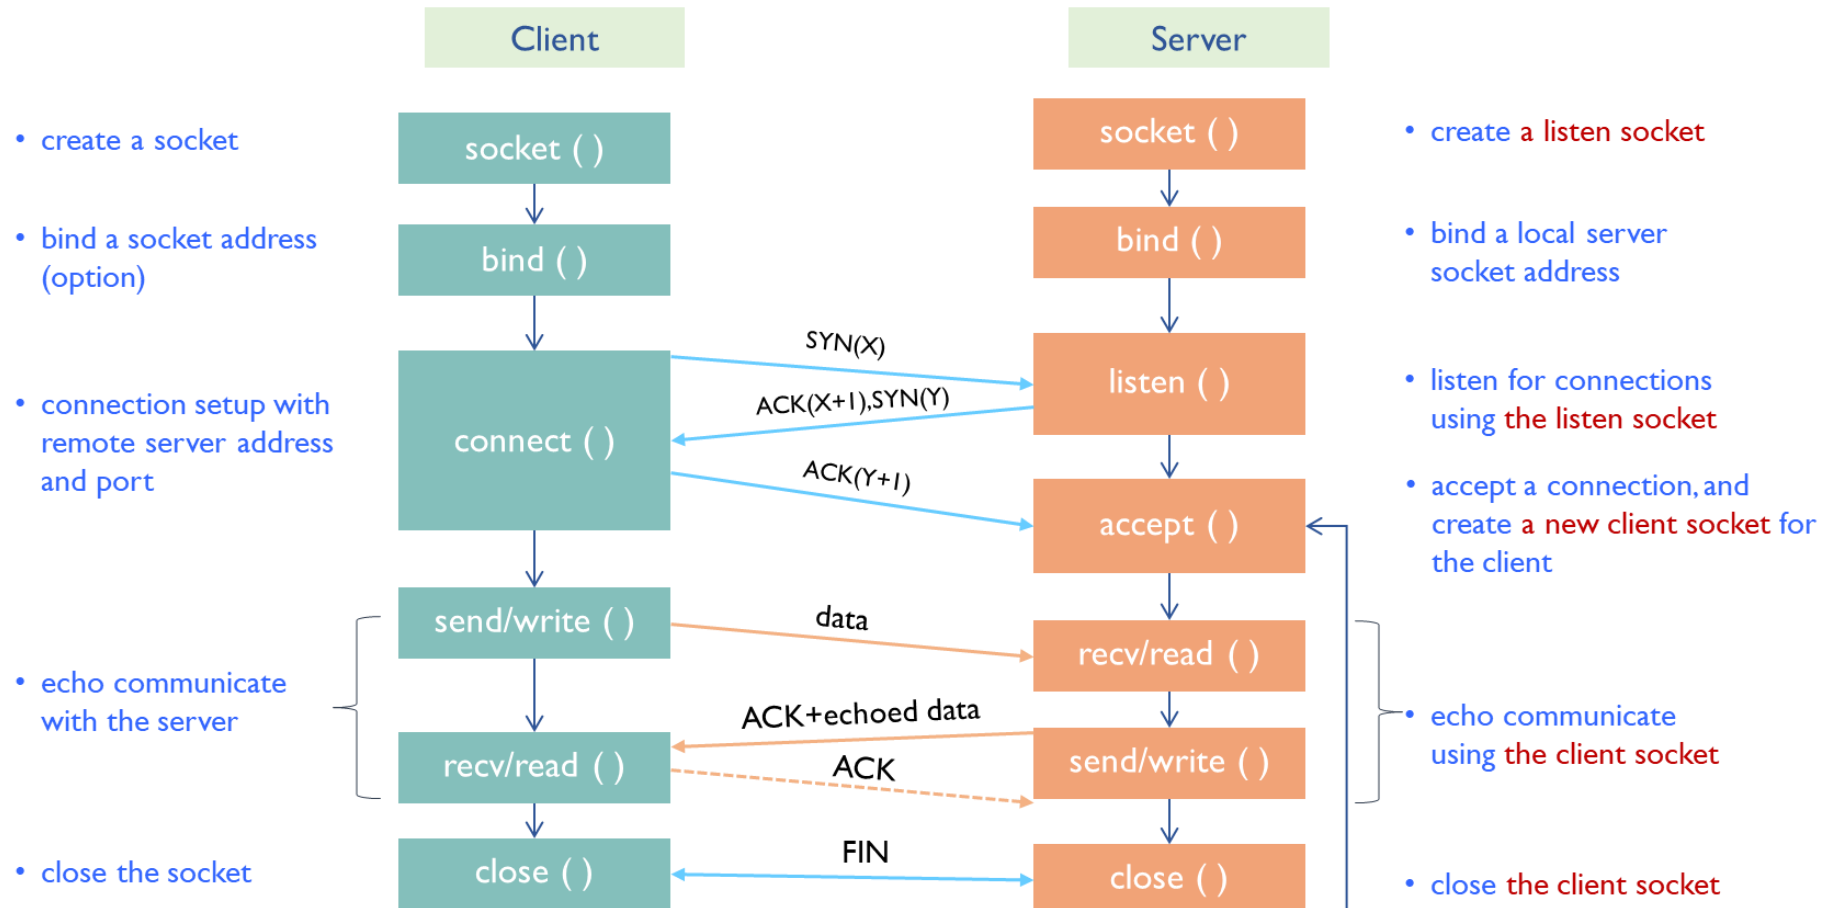 Client
Server
• create a socket
socket ( )
socket ( )
• create a listen socket
• bind a socket address
(option)
bind ( )
bind ( )
• bind a local server
socket address
SYN(X)
ACK(X+1),SYN(Y)
ACK(Y+1)
• connection setup with
remote server address
and port
connect ( )
listen ( )
• listen for connections
using the listen socket
accept ( )
• accept a connection, and
create a new client socket for
the client
send/write ( )
data
recv/read ( )
• echo communicate
with the server
ACK+echoed data
recv/read ( )
ACK
send/write ( )
• echo communicate
using the client socket
• close the socket
close ( )
FIN
close ( )
• close the client socket